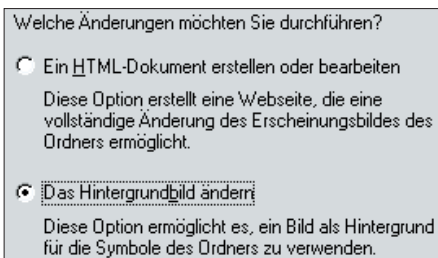 Welche Änderungen möchten Sie durchführen?
Ein HTML-Dokument erstellen oder bearbeiten
Diese Option erstellt eine Webseite, die eine
vollständige Änderung des Erscheinungsbildes des
Ordners ermöglicht.
Das Hintergrundbild ändern
Diese Option ermöglicht es, ein Bild als Hintergrund
für die Symbole des Ordners zu verwenden.